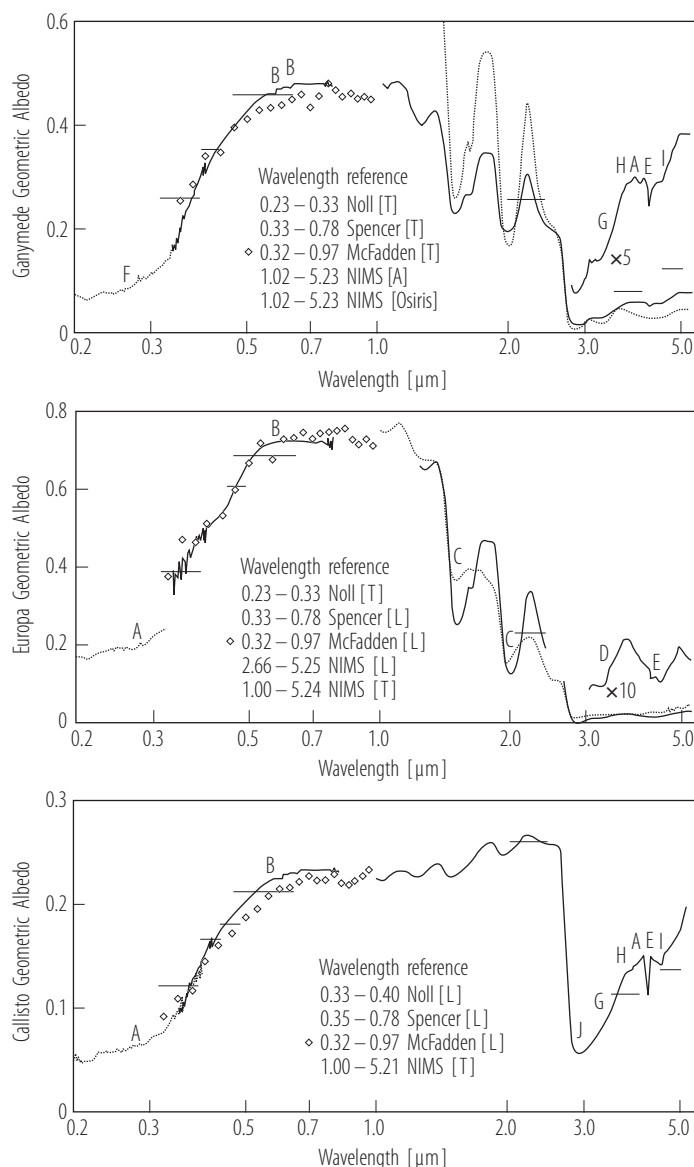 0.6
Ganymede Geometric Albedo
B B
0.4
Wavelength reference
0.23 – 0.33 Noll [T]
0.33 – 0.78 Spencer [T]
0.32 – 0.97 McFadden [T]
1.02 – 5.23 NIMS [A]
1.02 – 5.23 NIMS [Osiris]
H A E I
G
0.2
×5
F
0
0.2 0.3 0.5 0.7 1.0 2.0 3.0 5.0
Wavelength [µm]
0.8
Europa Geometric Albedo
B
0.6
C
0.4
Wavelength reference
0.23 – 0.33 Noll [T]
0.33 – 0.78 Spencer [L]
0.32 – 0.97 McFadden [L]
2.66 – 5.25 NIMS [L]
1.00 – 5.24 NIMS [T]
A
C
D
E
0.2
×10
0
0.2 0.3 0.5 0.7 1.0 2.0 3.0 5.0
Wavelength [µm]
0.3
Callisto Geometric Albedo
B
0.2
H A E I
G
Wavelength reference
0.33 – 0.40 Noll [L]
0.35 – 0.78 Spencer [L]
0.32 – 0.97 McFadden [L]
1.00 – 5.21 NIMS [T]
0.1
A
J
0
0.2 0.3 0.5 0.7 1.0 2.0 3.0 5.0
Wavelength [µm]